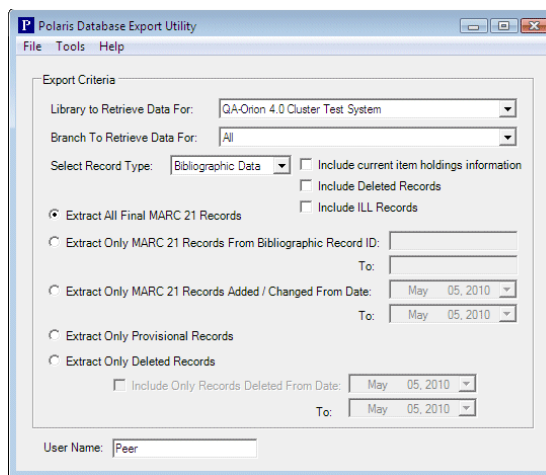 P Polaris Database Export Utility
File Tools Help
Export Criteria
Library to Retrieve Data For: QA-Orion 4.0 Cluster Test System
Branch To Retrieve Data For: All
Select Record Type: Bibliographic Data Include current item holdings information
Include Deleted Records
Include ILL Records
Extract All Final MARC 21 Records
Extract Only MARC 21 Records From Bibliographic Record ID:
To:
Extract Only MARC 21 Records Added / Changed From Date: May 05, 2010
To: May 05, 2010
Extract Only Provisional Records
Extract Only Deleted Records
Include Only Records Deleted From Date: May 05, 2010
To: May 05, 2010
User Name: Peer